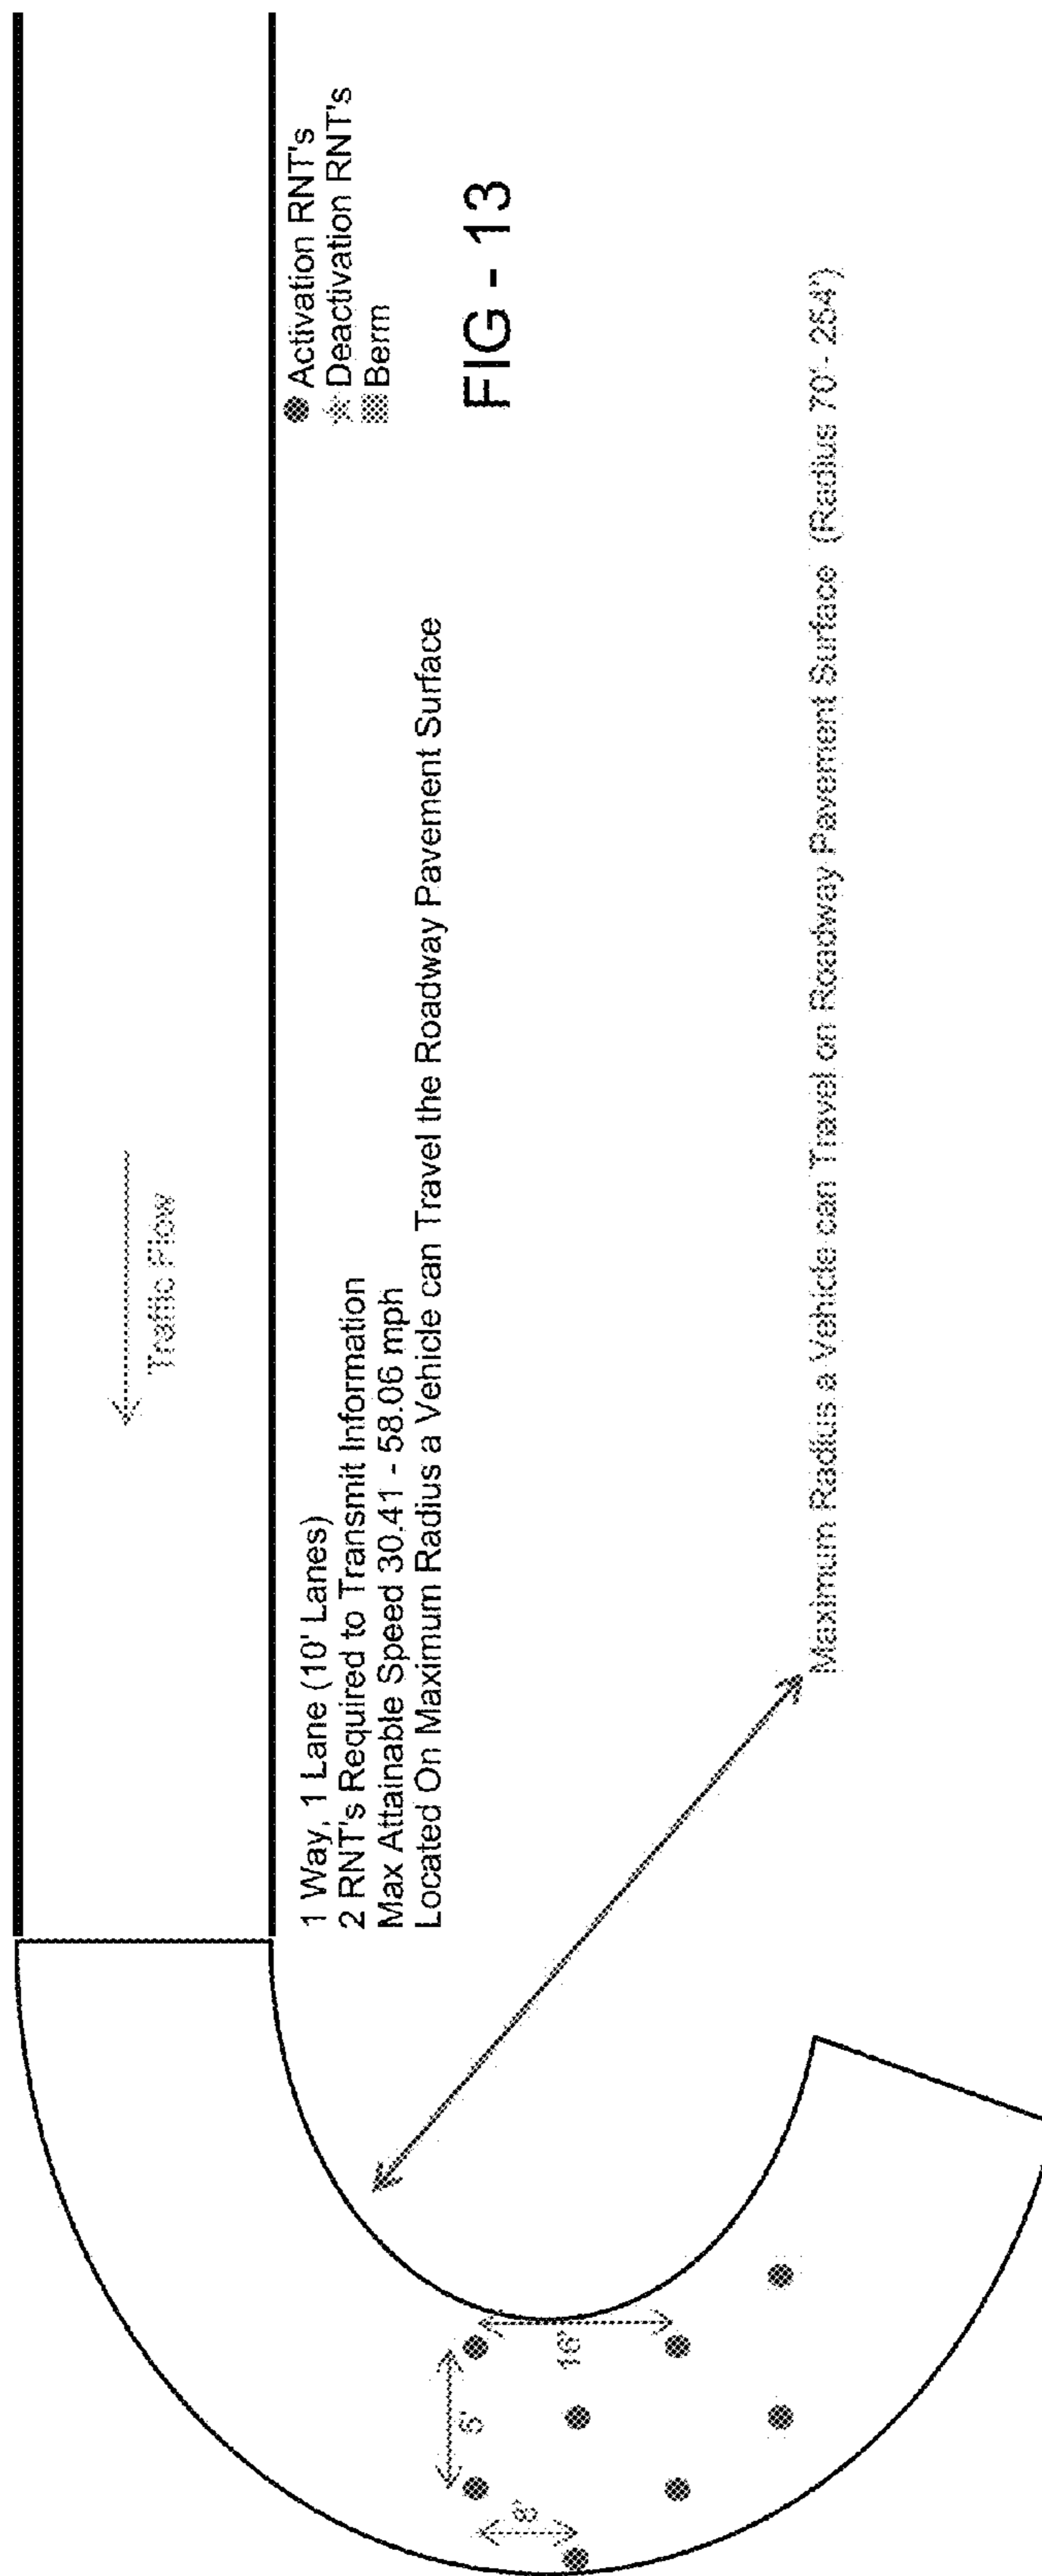 Traffic Flow
● Activation RNT's
Deactivation RNT's
Berm
FIG - 13
1 Way, 1 Lane (10' Lanes)
2 RNT's Required to Transmit Information
Max Attainable Speed 30.41 - 58.06 mph
Located On Maximum Radius a Vehicle can Travel the Roadway Pavement Surface
Maximum Radius a Vehicle can Travel on Roadway Pavement Surface (Radius 70' - 254')
16'
8'